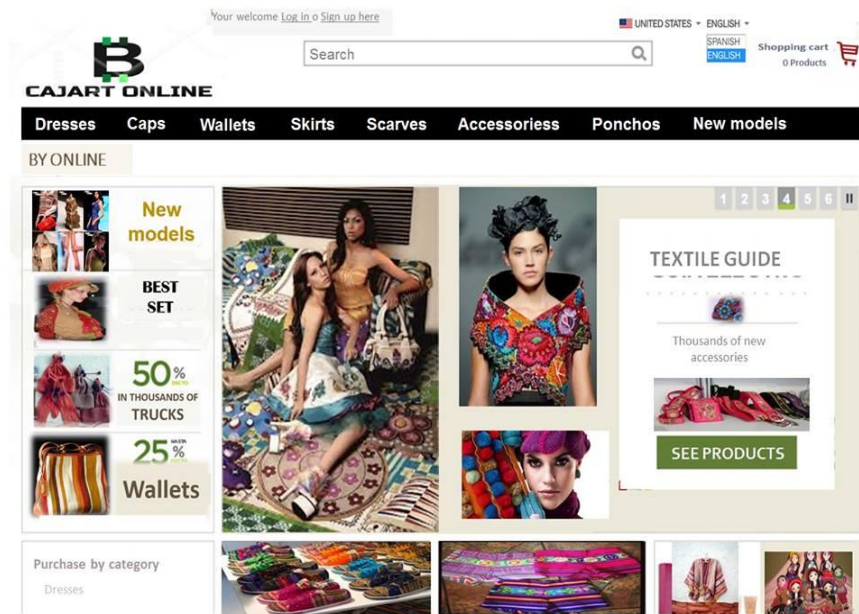 Your welcome Log in o Sign up here
UNITED STATES ENGLISH
SPANISH
ENGLISH
Search
Shopping cart
0 Products
B
CAJART ONLINE
Dresses Caps Wallets Skirts Scarves Accessoriess Ponchos New models
BY ONLINE
New
models
BEST
SET
50%
IN THOUSANDS OF
TRUCKS
25%
Wallets
1 2 3 4 5 6
TEXTILE GUIDE
Thousands of new
accessories
SEE PRODUCTS
Purchase by category
Dresses